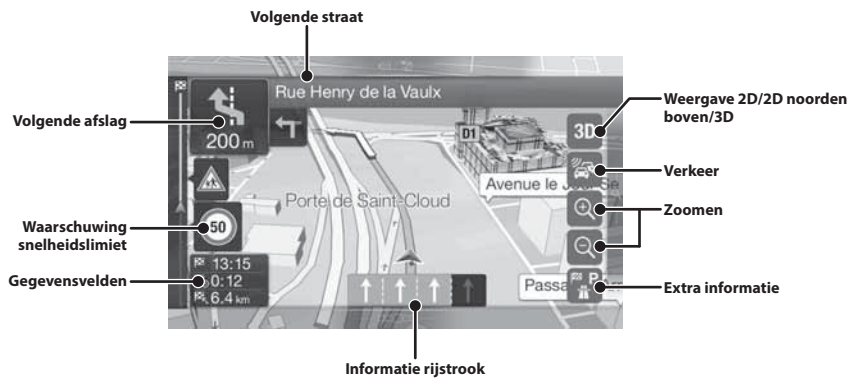 Volgende straat
Rue Henry de la Vaulx
Volgende afslag
200 m
3D
Weergave 2D/2D noorden
boven/3D
D1
Verkeer
Avenue le
Porte de Saint-Cloud
Zoomen
Waarschuwing
snelheidslimiet
50
Gegevensvelden
13:15
0:12
6.4 km
Passa
P
Extra informatie
Informatie rijstrook